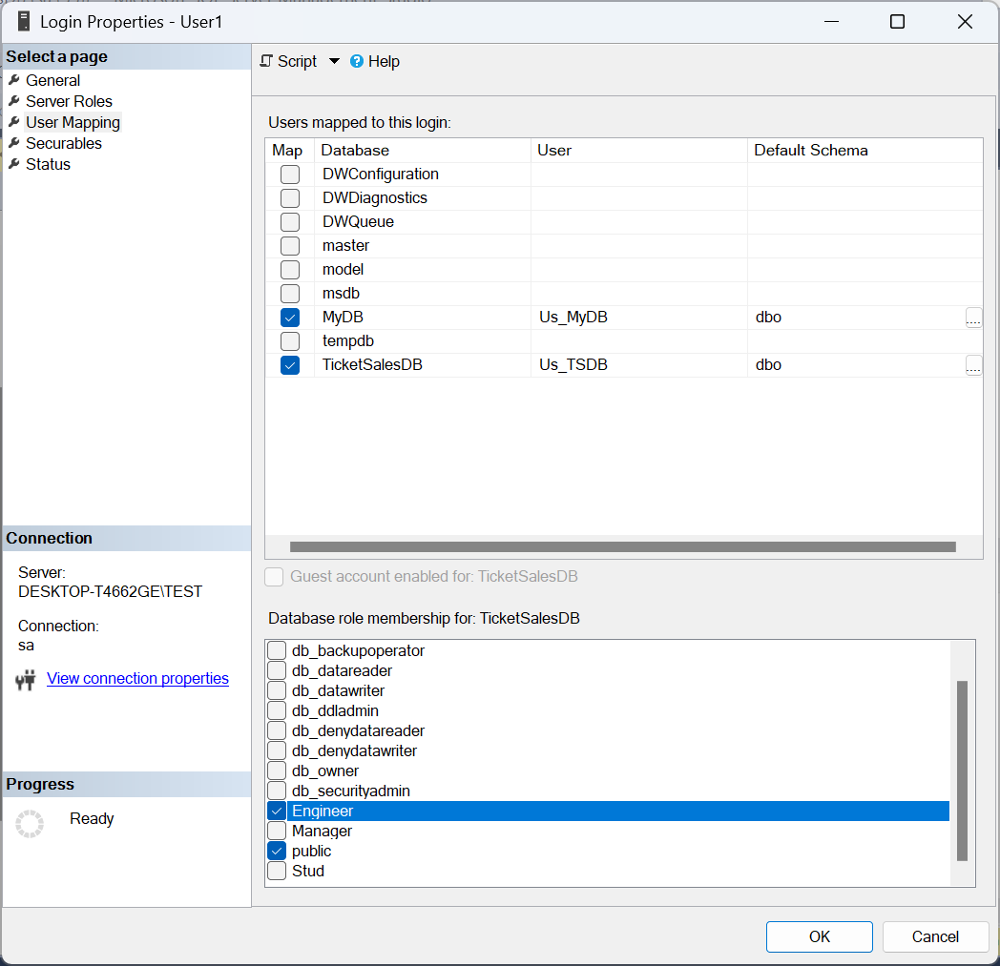 Login Properties - User1
Select a page
General
Server Roles
User Mapping
Securables
Status
Script
Help
Users mapped to this login:
Map Database User Default Schema
DWConfiguration
DWDiagnostics
DWQueue
master
model
msdb
MyDB Us_MyDB dbo ...
tempdb
TicketSalesDB Us_TSDB dbo ...
Guest account enabled for: TicketSalesDB
Database role membership for: TicketSalesDB
db_backupoperator
db_datareader
db_datawriter
db_ddladmin
db_denydatareader
db_denydatawriter
db_owner
db_securityadmin
Engineer
Manager
public
Stud
Connection
Server:
DESKTOP-T4662GE\TEST
Connection:
sa
View connection properties
Progress
Ready
OK
Cancel